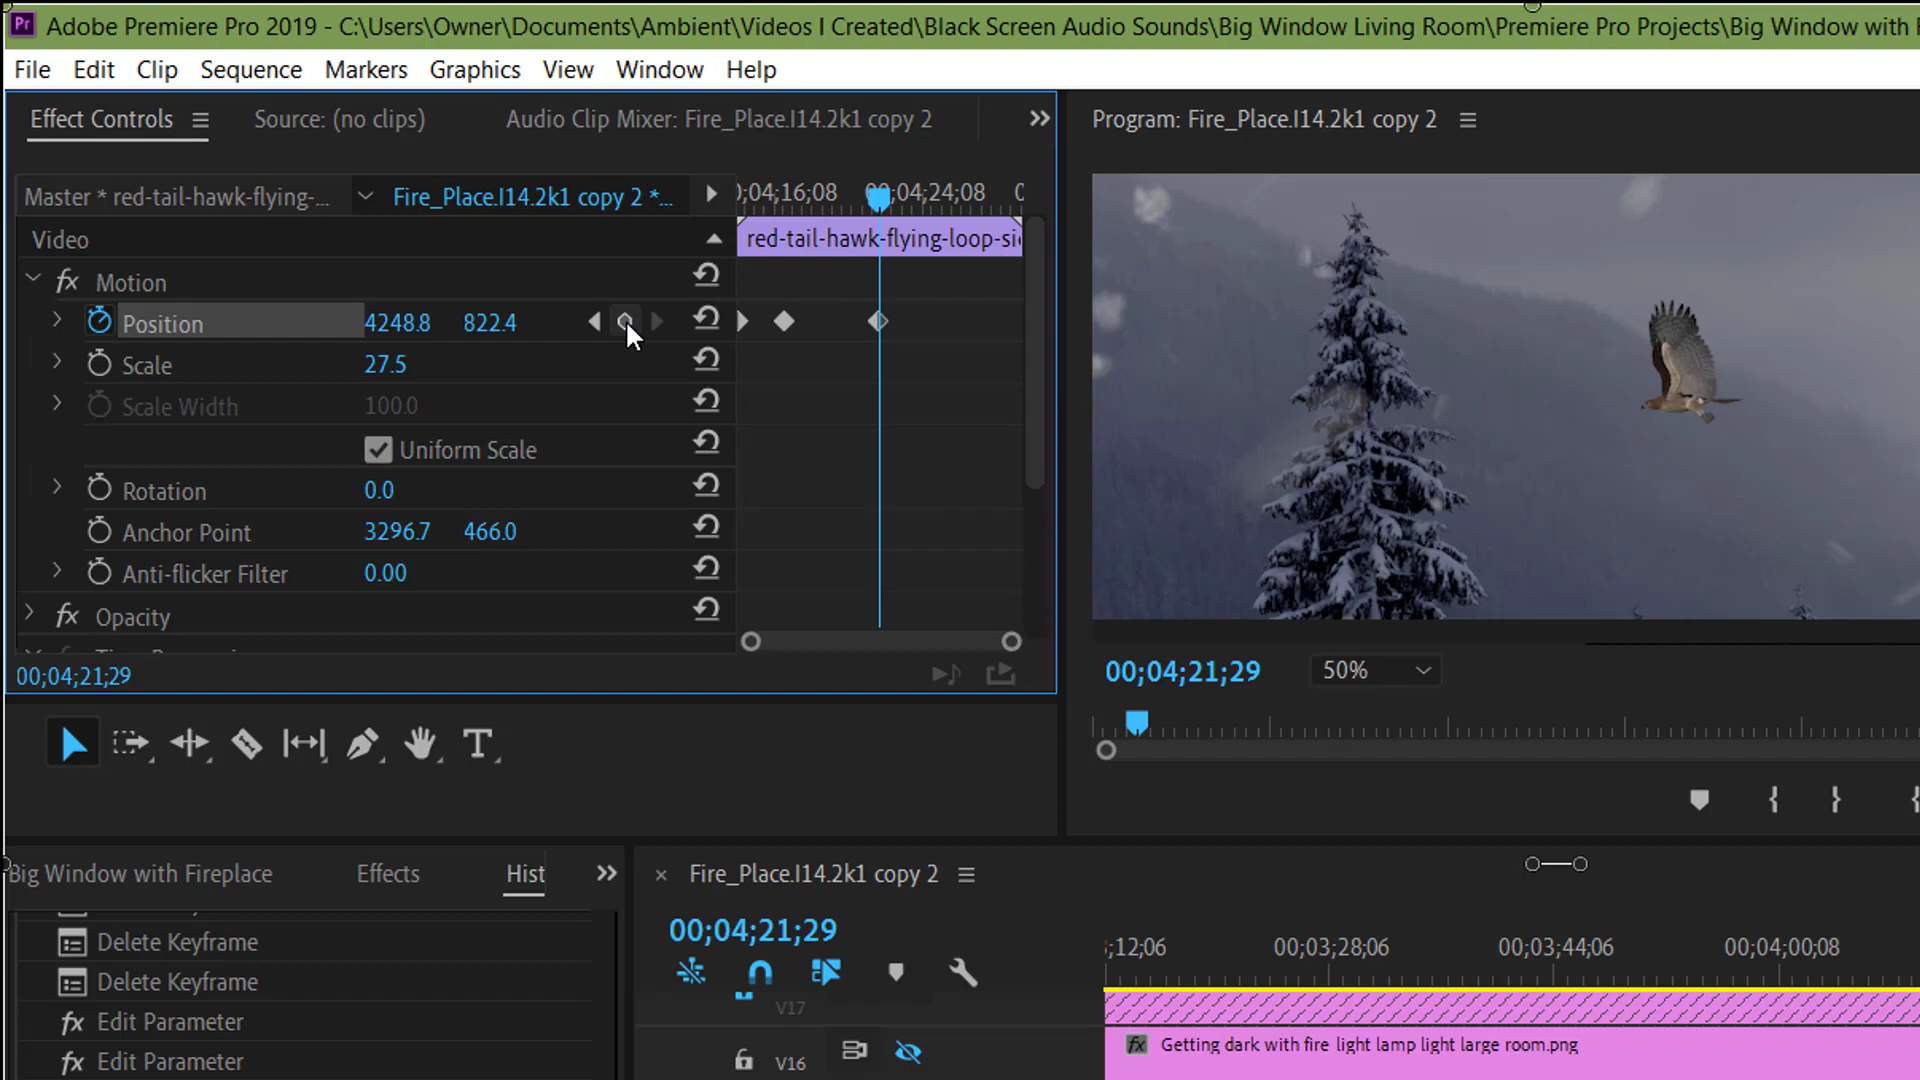 Pr Adobe Premiere Pro 2019 - C:\Users\Owner\Documents\Ambient\Videos I Created\Black Screen Audio Sounds\Big Window Living Room\Premiere Pro Projects\Big Window with
File Edit Clip Sequence Markers Graphics View Window Help
Effect Controls Source: (no clips) Audio Clip Mixer: Fire_Place.I14.2k1 copy 2
Program: Fire_Place.I14.2k1 copy 2
Master * red-tail-hawk-flying-... Fire_Place.I14.2k1 copy 2 *...
;04;16;08 00;04;24;08 0
Video
red-tail-hawk-flying-loop-si
fx Motion
Position 4248.8 822.4
Scale 27.5
Scale Width 100.0
Uniform Scale
Rotation 0.0
Anchor Point 3296.7 466.0
Anti-flicker Filter 0.00
fx Opacity
00;04;21;29
00;04;21;29 50%
T
Big Window with Fireplace Effects Hist
Fire_Place.I14.2k1 copy 2
Delete Keyframe
Delete Keyframe
fx Edit Parameter
fx Edit Parameter
00;04;21;29
;12;06 00;03;28;06 00;03;44;06 00;04;00;08
V17
V16
fx Getting dark with fire light lamp light large room.png